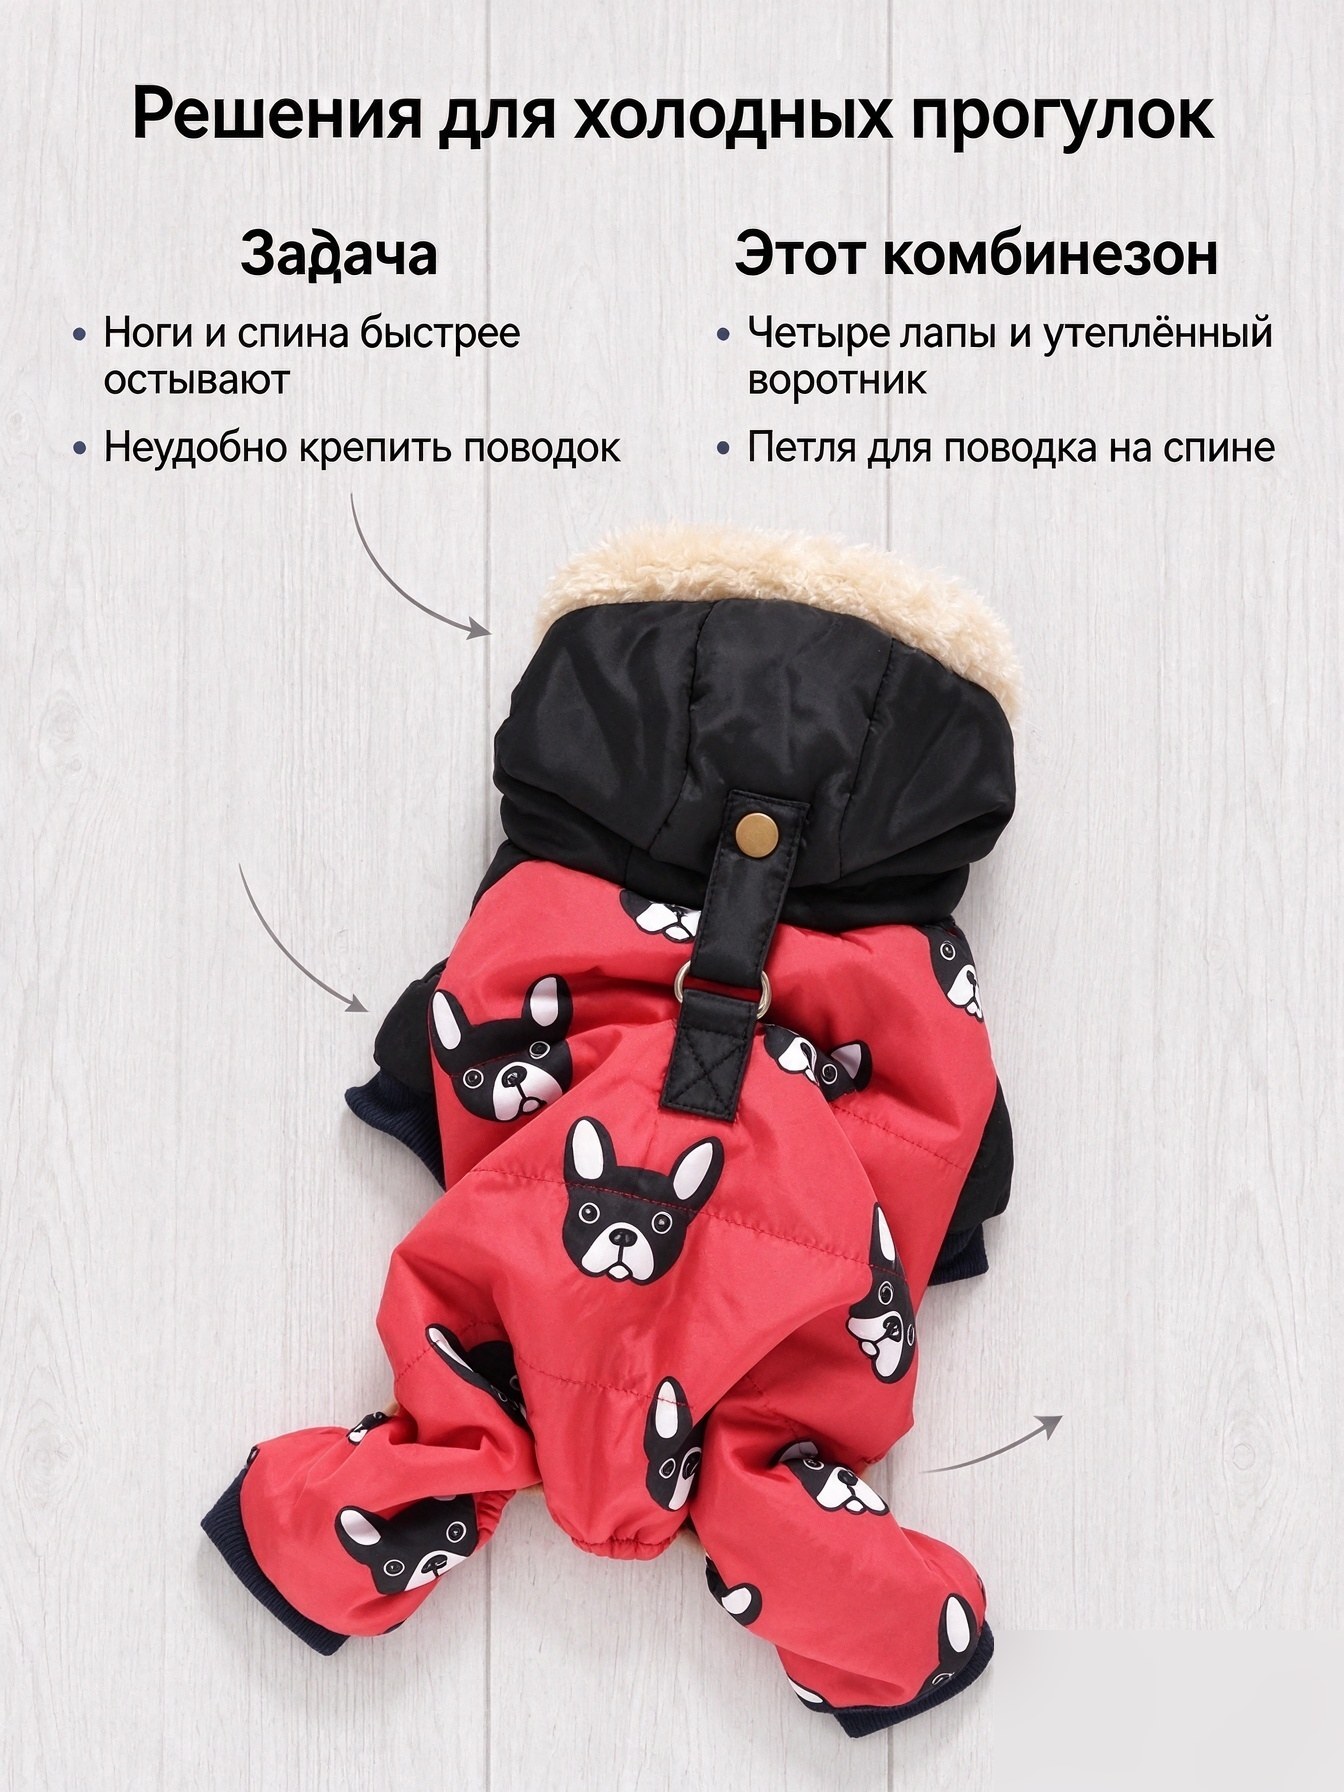 Решения для холодных прогулок
Задача
• Ноги и спина быстрее
остывают
• Неудобно крепить поводок
Этот комбинезон
• Четыре лапы и утеплённый
воротник
• Петля для поводка на спине